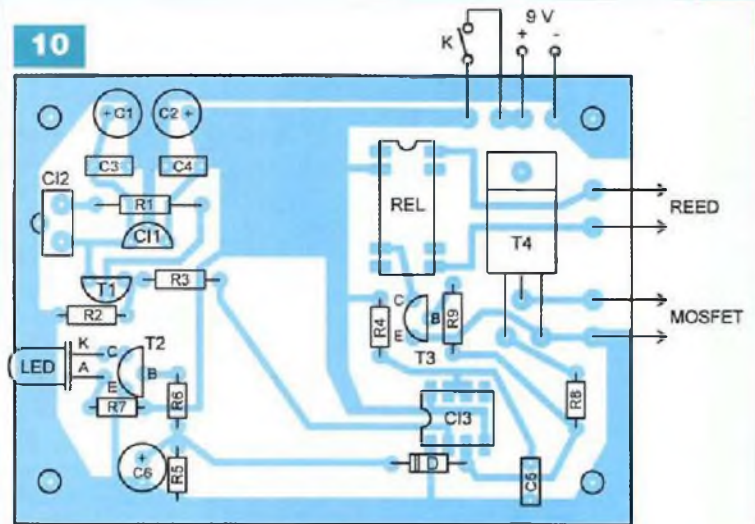 10
9 V
K
+ -
+ C1
C2 +
C3
C4
CI2
R1
REL
REED
CI1
T4
T1
R3
R2
C
B
E
R4
R9
T3
MOSFET
T2
LED
K
A
C
B
E
R7
R6
CI3
R8
+
C6
R5
D
C5